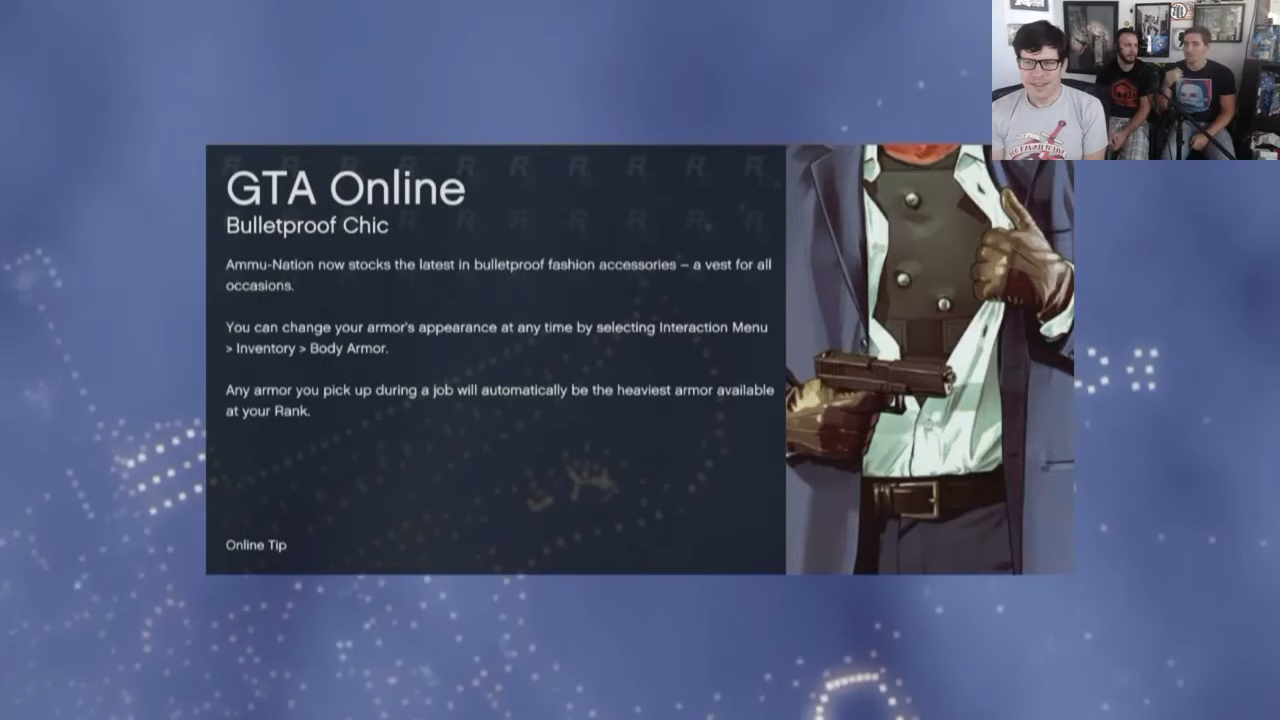 GTA Online
Bulletproof Chic
Ammu-Nation now stocks the latest in bulletproof fashion accessories – a vest for all
occasions.
You can change your armor's appearance at any time by selecting Interaction Menu
> Inventory > Body Armor.
Any armor you pick up during a job will automatically be the heaviest armor available
at your Rank.
Online Tip